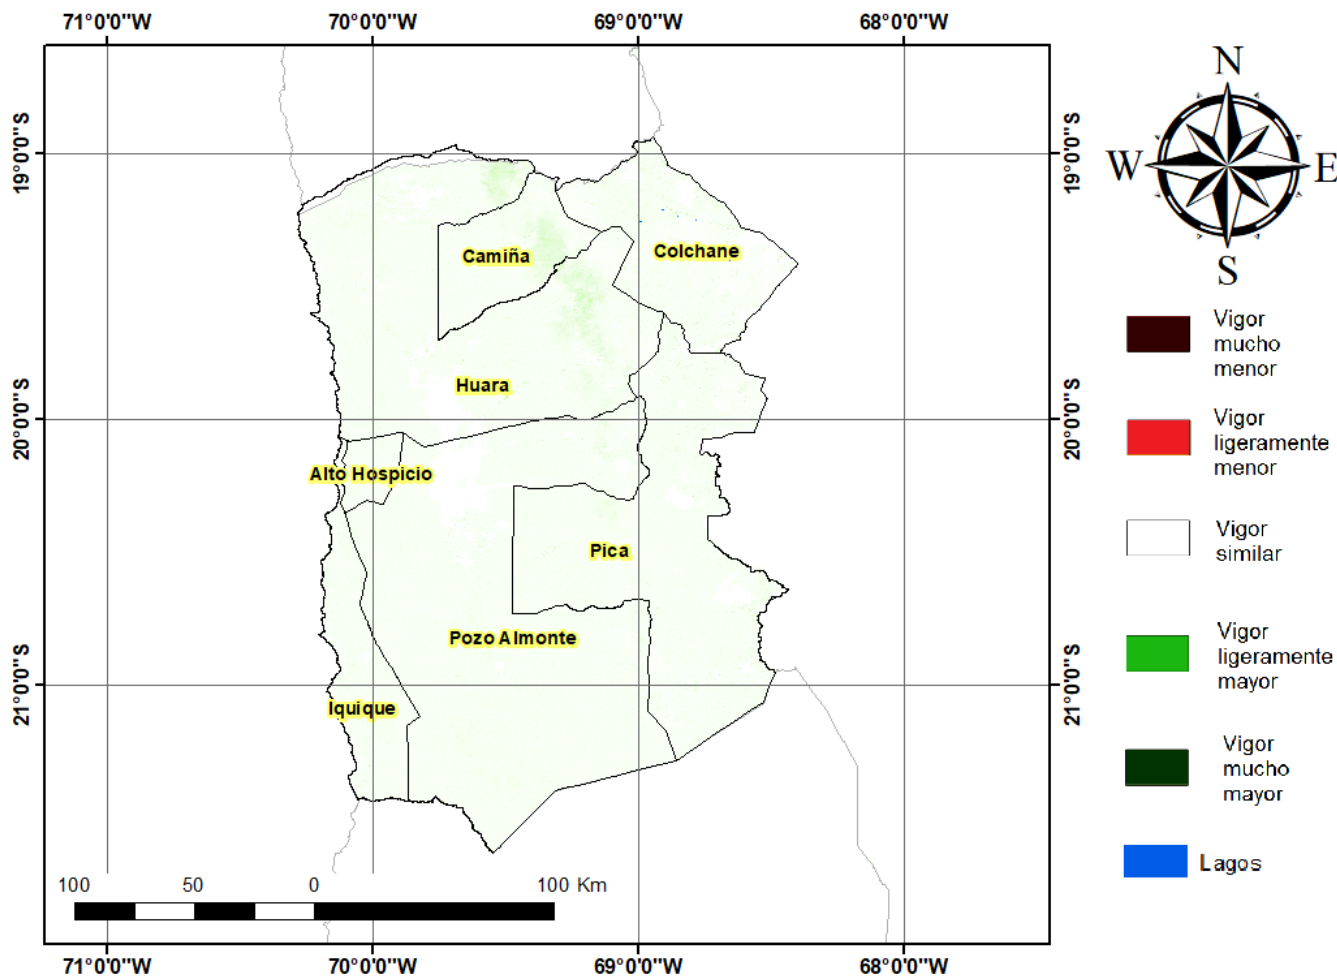 71°0'0"W 70°0'0"W 69°0'0"W 68°0'0"W
19°0'0"S
19°0'0"S
20°0'0"S
20°0'0"S
21°0'0"S
21°0'0"S
Camiña
Colchane
Huara
Alto Hospicio
Pica
Pozo Almonte
Iquique
100 50 0 100 Km
71°0'0"W 70°0'0"W 69°0'0"W 68°0'0"W
N
W E
S
Vigor
mucho
menor
Vigor
ligeramente
menor
Vigor
similar
Vigor
ligeramente
mayor
Vigor
mucho
mayor
Lagos